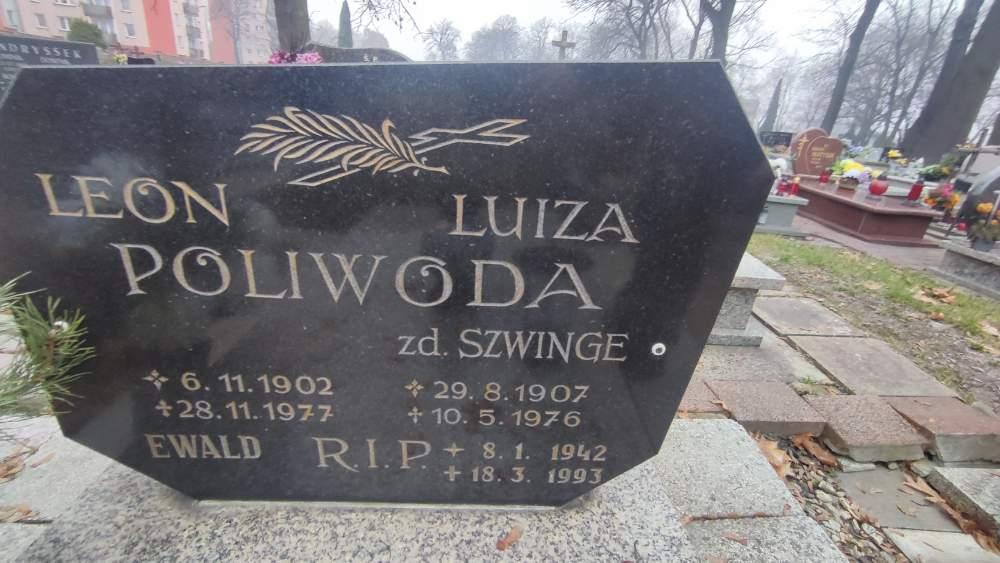 NDRYSSEK
LEON LUIZA
POLIWODA
zd. SZWINGE
6.11.1902 29.8.1907
+28.11.1977 +10.5.1976
EWALD R.I.P. 8.1. 1942
+18.3. 1993